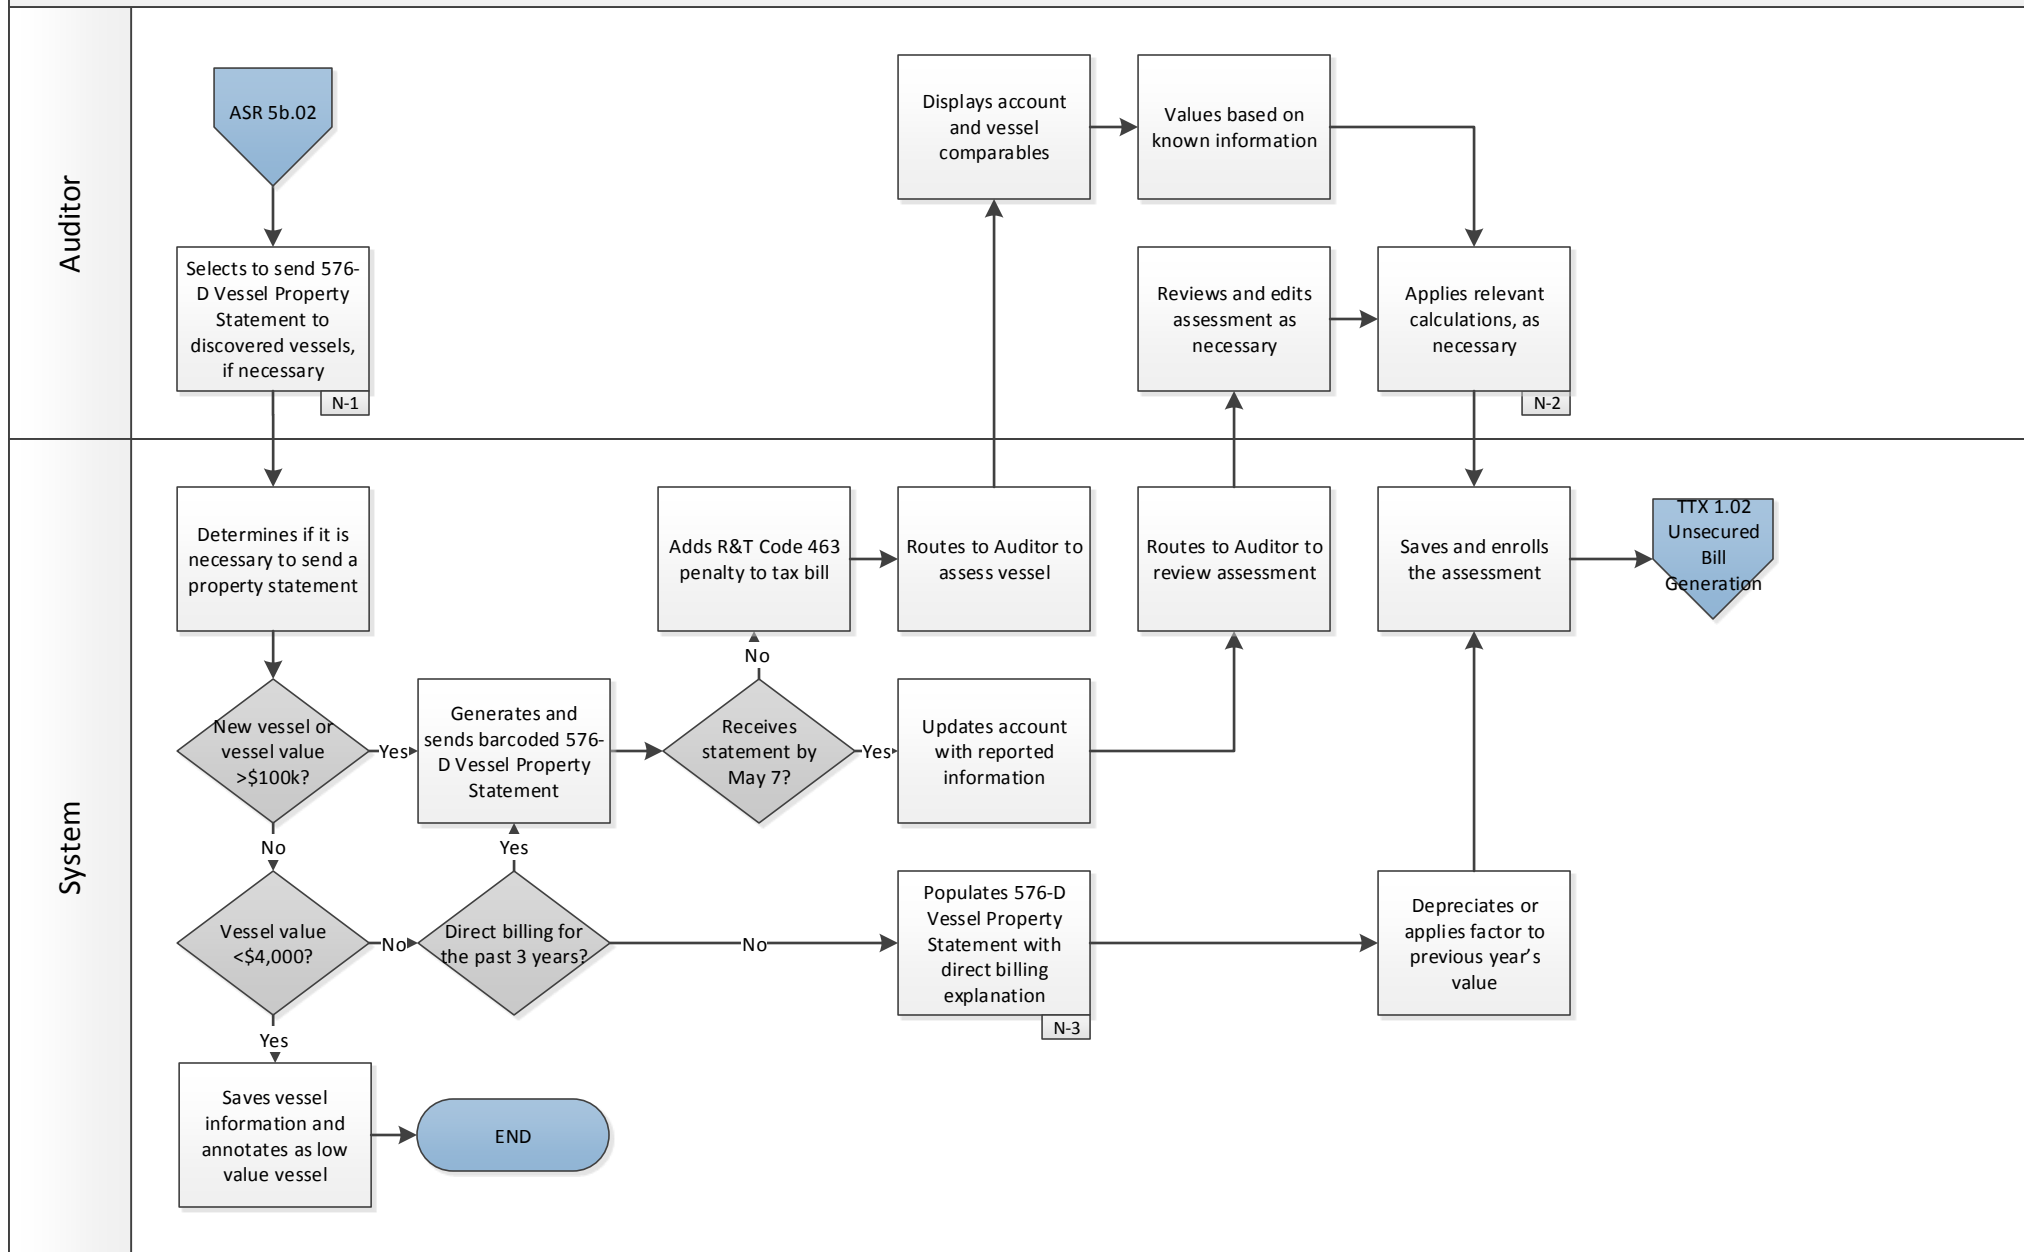 Auditor
ASR 5b.02
Selects to send 576-
D Vessel Property
Statement to
discovered vessels,
if necessary
N-1
Displays account
and vessel
comparables
Values based on
known information
Reviews and edits
assessment as
necessary
Applies relevant
calculations, as
necessary
N-2
System
Determines if it is
necessary to send a
property statement
Adds R&T Code 463
penalty to tax bill
Routes to Auditor to
assess vessel
Routes to Auditor to
review assessment
Saves and enrolls
the assessment
TTX 1.02
Unsecured
Bill
Generation
No
New vessel or
vessel value
>$100k?
Yes
Generates and
sends barcoded 576-
D Vessel Property
Statement
Receives
statement by
May 7?
Yes
Updates account
with reported
information
No
Yes
Vessel value
<$4,000?
No
Direct billing for
the past 3 years?
No
Populates 576-D
Vessel Property
Statement with
direct billing
explanation
N-3
Depreciates or
applies factor to
previous year’s
value
Yes
Saves vessel
information and
annotates as low
value vessel
END